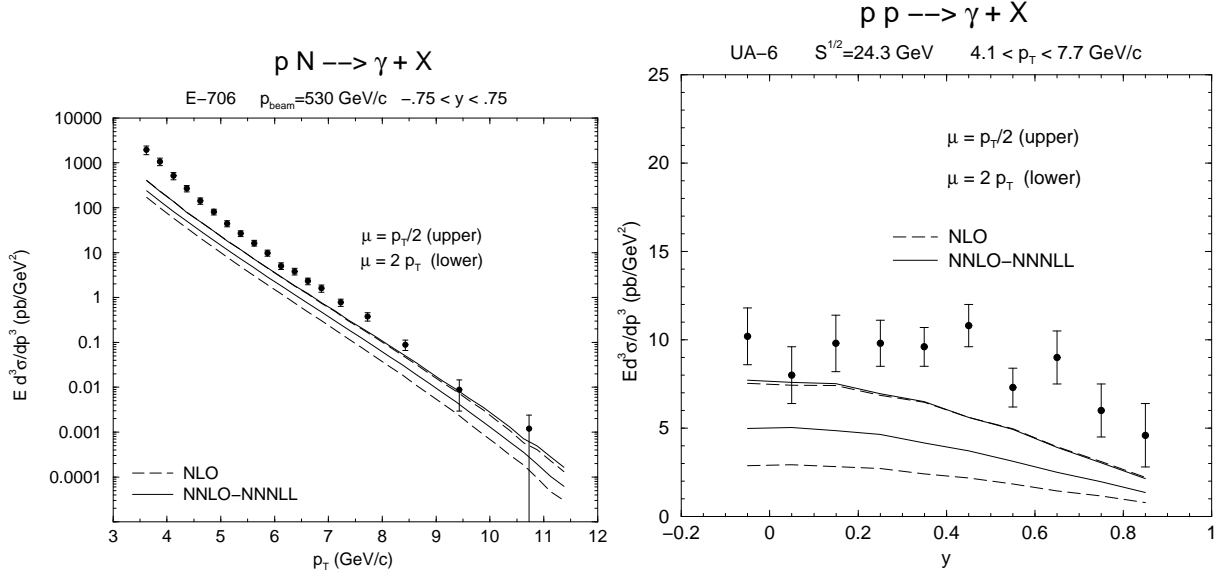 p N −−> γ + X
E−706 p_beam=530 GeV/c −.75 < y < .75
E d³σ/dp³ (pb/GeV²)
10000
1000
100
10
1
0.1
0.01
0.001
0.0001
μ = p_T/2 (upper)
μ = 2 p_T (lower)
NLO
NNLO−NNNLL
3 4 5 6 7 8 9 10 11 12
p_T (GeV/c)
p p −−> γ + X
UA−6 S^1/2=24.3 GeV 4.1 < p_T < 7.7 GeV/c
Ed³σ/dp³ (pb/GeV²)
25
20
15
10
5
0
μ = p_T/2 (upper)
μ = 2 p_T (lower)
NLO
NNLO−NNNLL
−0.2 0 0.2 0.4 0.6 0.8 1
y